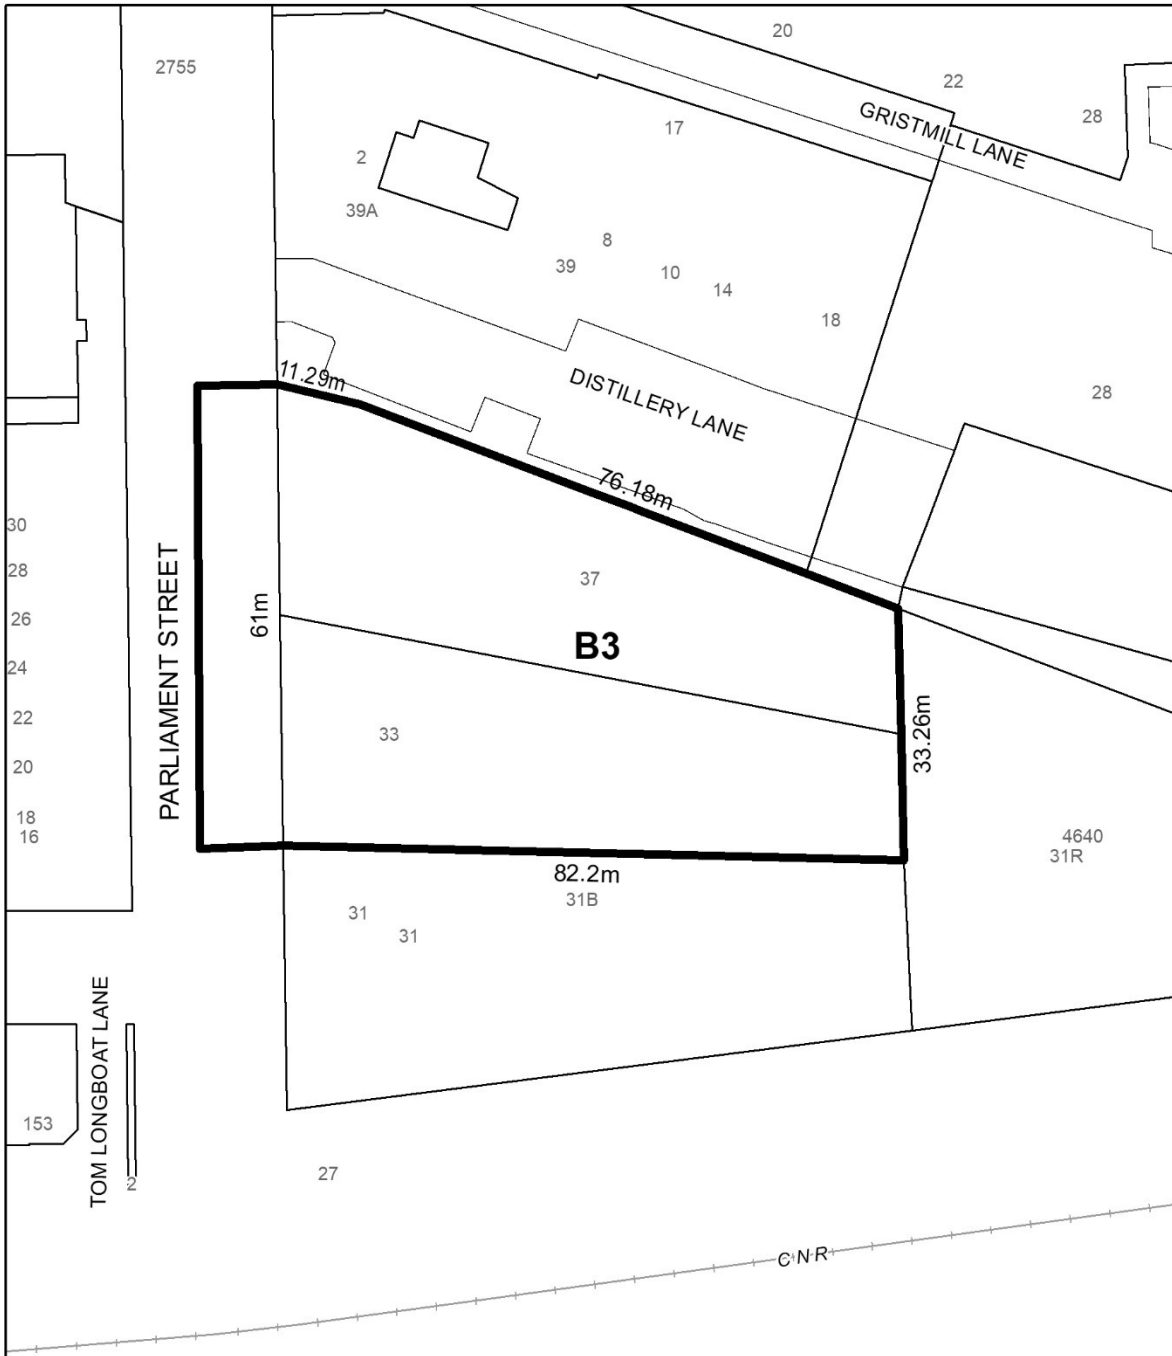 20
2755
22
28
GRISTMILL LANE
17
2
39A
8
39
10
14
18
11.29m
DISTILLERY LANE
28
76.18m
30
28
37
PARLIAMENT STREET
61m
26
B3
24
22
33
33.26m
20
18
16
4640
31R
82.2m
31B
31
31
TOM LONGBOAT LANE
153
27
2
CNR